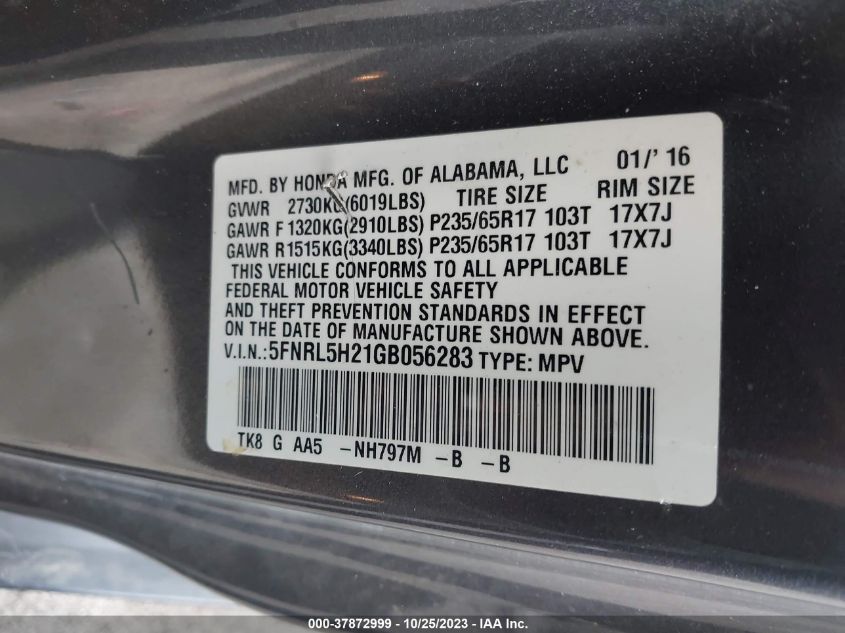 MFD. BY HONDA MFG. OF ALABAMA, LLC 01/'16
GVWR 2730KG(6019LBS) TIRE SIZE RIM SIZE
GAWR F1320KG(2910LBS) P235/65R17 103T 17X7J
GAWR R1515KG(3340LBS) P235/65R17 103T 17X7J
THIS VEHICLE CONFORMS TO ALL APPLICABLE
FEDERAL MOTOR VEHICLE SAFETY
AND THEFT PREVENTION STANDARDS IN EFFECT
ON THE DATE OF MANUFACTURE SHOWN ABOVE.
V.I.N.:5FNRL5H21GB056283 TYPE: MPV
TK8 G AA5 -NH797M -B -B
000-37872999 - 10/25/2023 - IAA Inc.